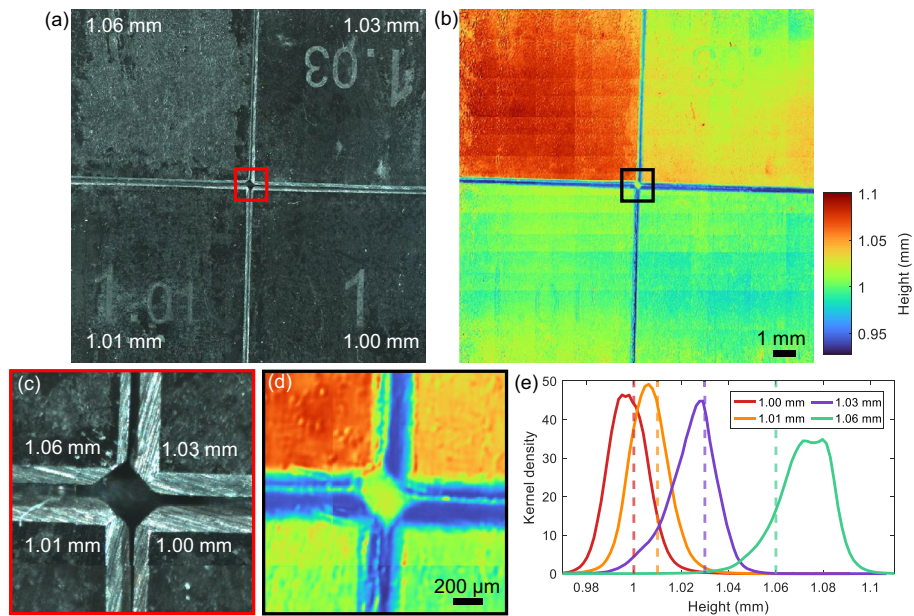 (a)
1.06 mm
1.03 mm
1.03
1.01
1
1.01 mm
1.00 mm
(b)
1 mm
1.1
1.05
1
0.95
Height (mm)
(c)
1.06 mm
1.03 mm
1.01 mm
1.00 mm
(d)
200 μm
(e)
50
40
30
20
10
0
Kernel density
1.00 mm
1.03 mm
1.01 mm
1.06 mm
0.98
1
1.02
1.04
1.06
1.08
1.1
Height (mm)